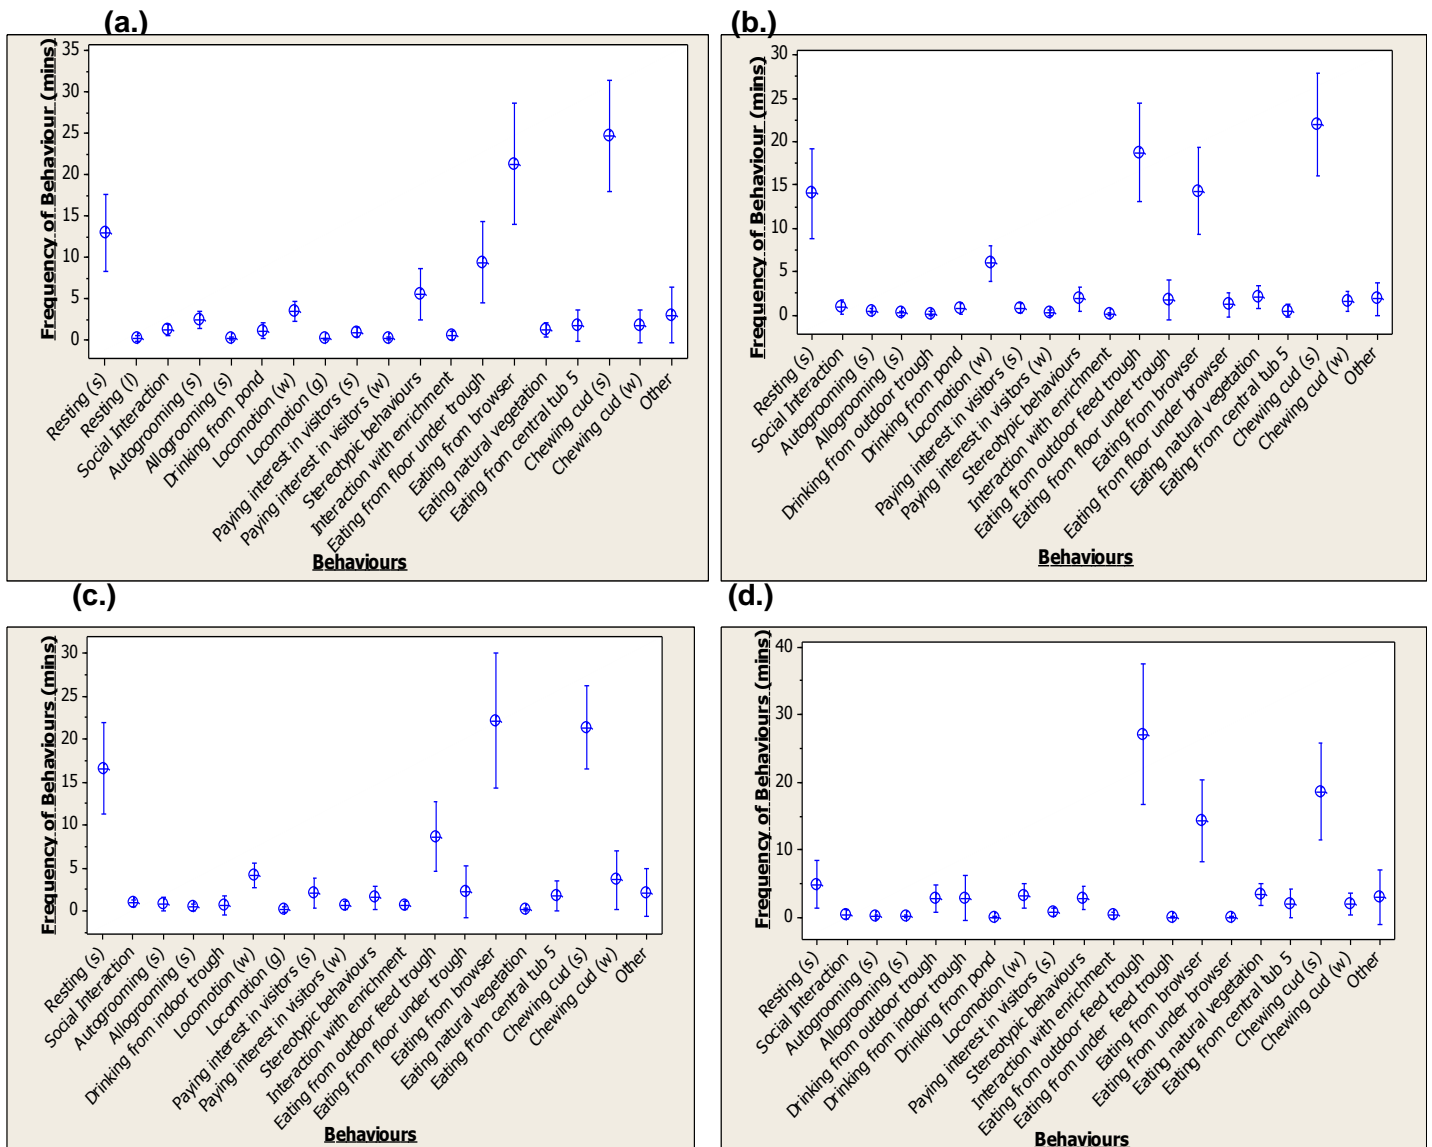 (a.)
Frequency of Behaviour (mins)
35
30
25
20
15
10
5
0
Resting (s)
Resting (l)
Social Interaction
Autogrooming (s)
Allogrooming (s)
Drinking from pond
Locomotion (w)
Locomotion (g)
Paying interest in visitors (s)
Paying interest in visitors (w)
Stereotypic behaviours
Interaction with enrichment
Eating from floor under trough
Eating from browser
Eating natural vegetation
Eating from central tub 5
Chewing cud (s)
Chewing cud (w)
Other
Behaviours
(b.)
Frequency of Behaviour (mins)
30
25
20
15
10
5
0
Resting (s)
Social Interaction
Autogrooming (s)
Allogrooming (s)
Drinking from outdoor trough
Drinking from pond
Locomotion (w)
Paying interest in visitors (s)
Paying interest in visitors (w)
Stereotypic behaviours
Interaction with enrichment
Eating from outdoor feed trough
Eating from floor under trough
Eating from browser
Eating from floor under browser
Eating natural vegetation
Eating from central tub 5
Chewing cud (s)
Chewing cud (w)
Other
Behaviours
(c.)
Frequency of Behaviours (mins)
30
25
20
15
10
5
0
Resting (s)
Social Interaction
Autogrooming (s)
Allogrooming (s)
Drinking from indoor trough
Locomotion (w)
Locomotion (g)
Paying interest in visitors (s)
Paying interest in visitors (w)
Stereotypic behaviours
Interaction with enrichment
Eating from outdoor feed trough
Eating from floor under trough
Eating from browser
Eating natural vegetation
Eating from central tub 5
Chewing cud (s)
Chewing cud (w)
Other
Behaviours
(d.)
Frequency of Behaviours (mins)
40
30
20
10
0
Resting (s)
Social Interaction
Autogrooming (s)
Allogrooming (s)
Drinking from outdoor trough
Drinking from indoor trough
Drinking from pond
Locomotion (w)
Paying interest in visitors (s)
Stereotypic behaviours
Interaction with enrichment
Eating from outdoor feed trough
Eating from under feed trough
Eating from browser
Eating from under browser
Eating natural vegetation
Eating from central tub 5
Chewing cud (s)
Chewing cud (w)
Other
Behaviours